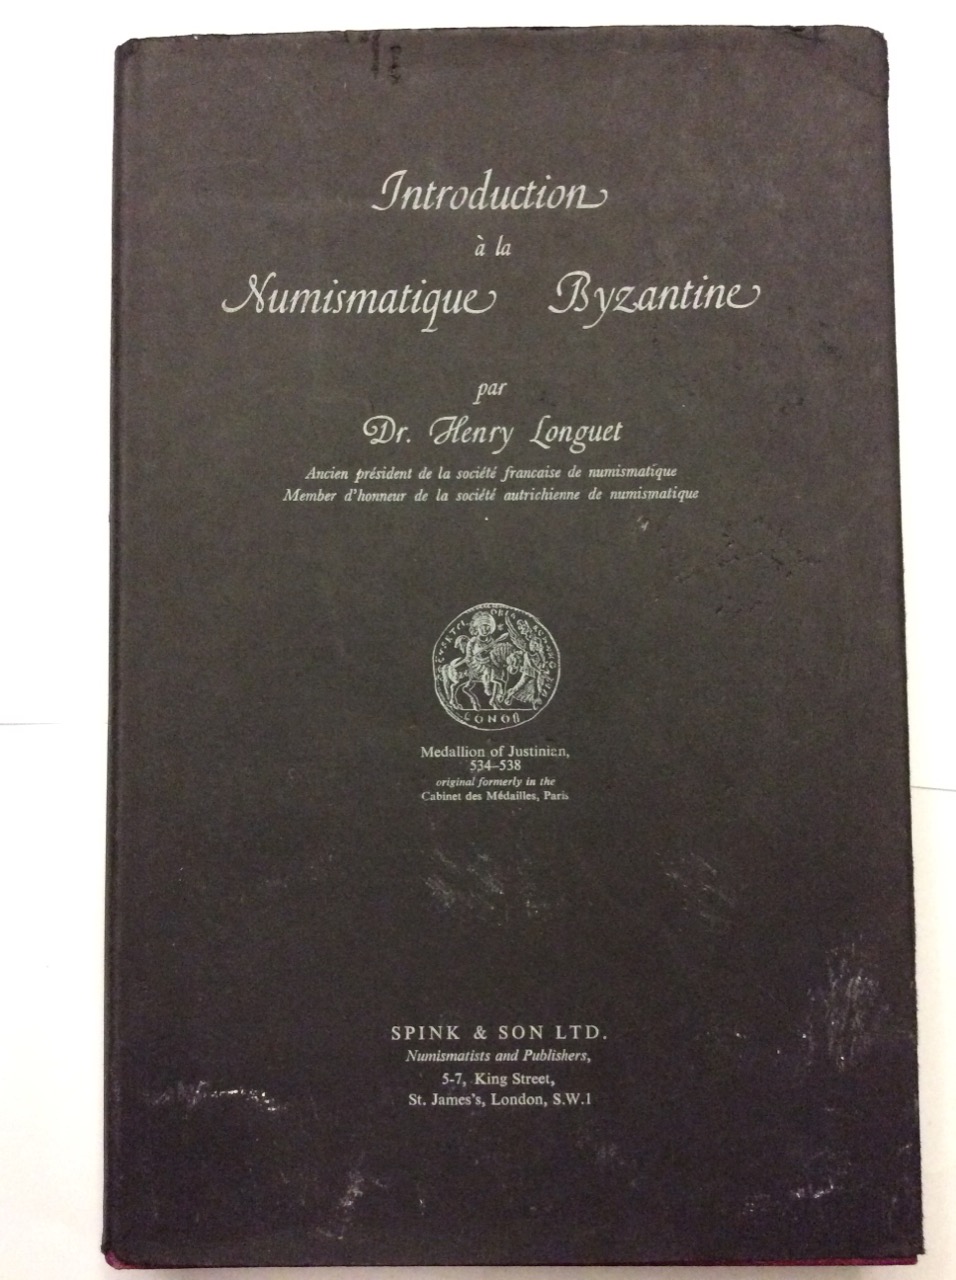 Introduction
à la
Numismatique Byzantine
par
Dr. Henry Longuet
Ancien président de la société francaise de numismatique
Member d'honneur de la société autrichienne de numismatique
CONOB
Medallion of Justinian,
534–538
original formerly in the
Cabinet des Médailles, Paris
SPINK & SON LTD.
Numismatists and Publishers,
5-7, King Street,
St. James's, London, S.W.1